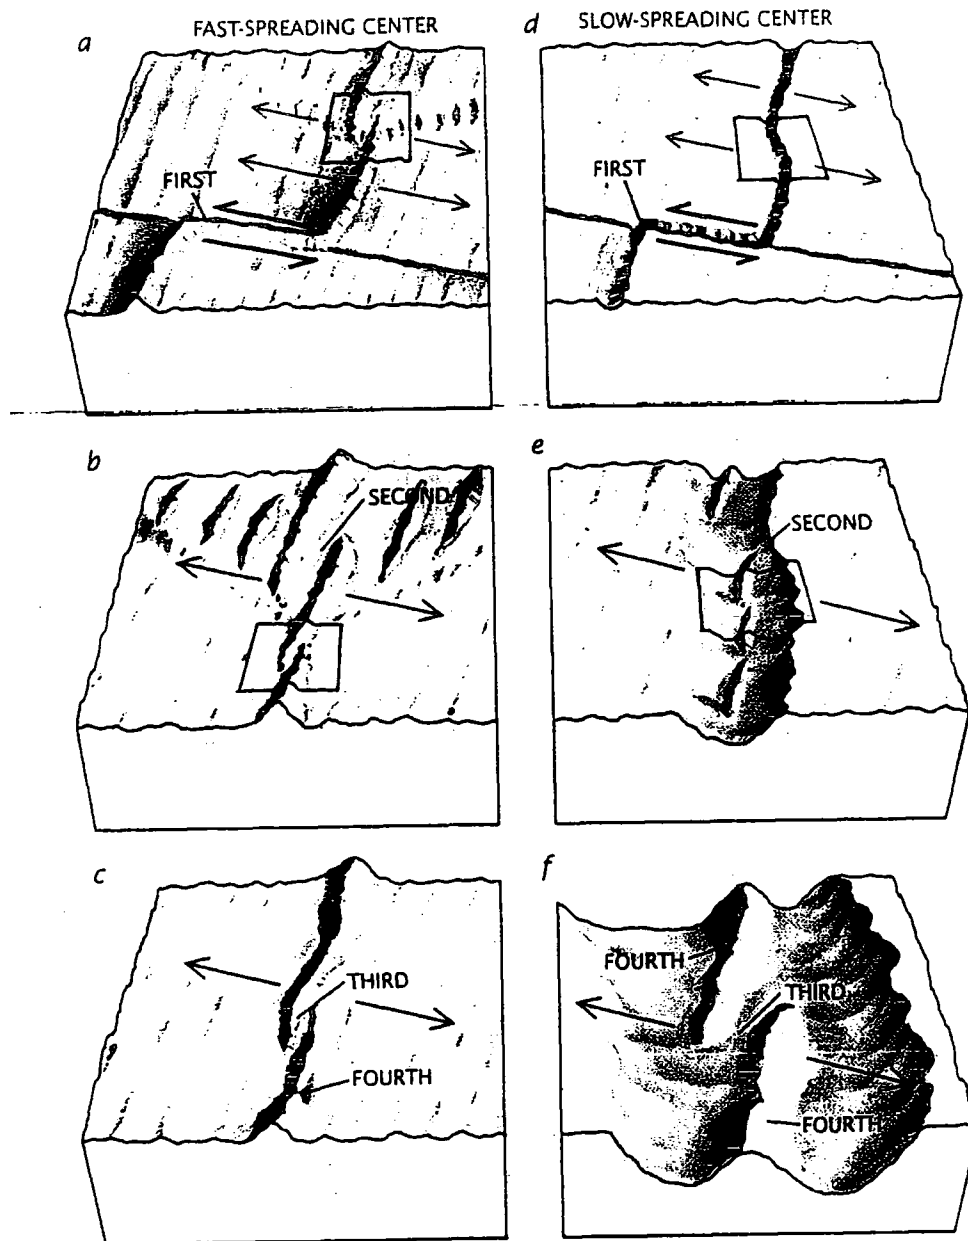 FAST-SPREADING CENTER
SLOW-SPREADING CENTER
a
d
FIRST
FIRST
b
e
SECOND
SECOND
c
f
FOURTH
THIRD
THIRD
FOURTH
FOURTH